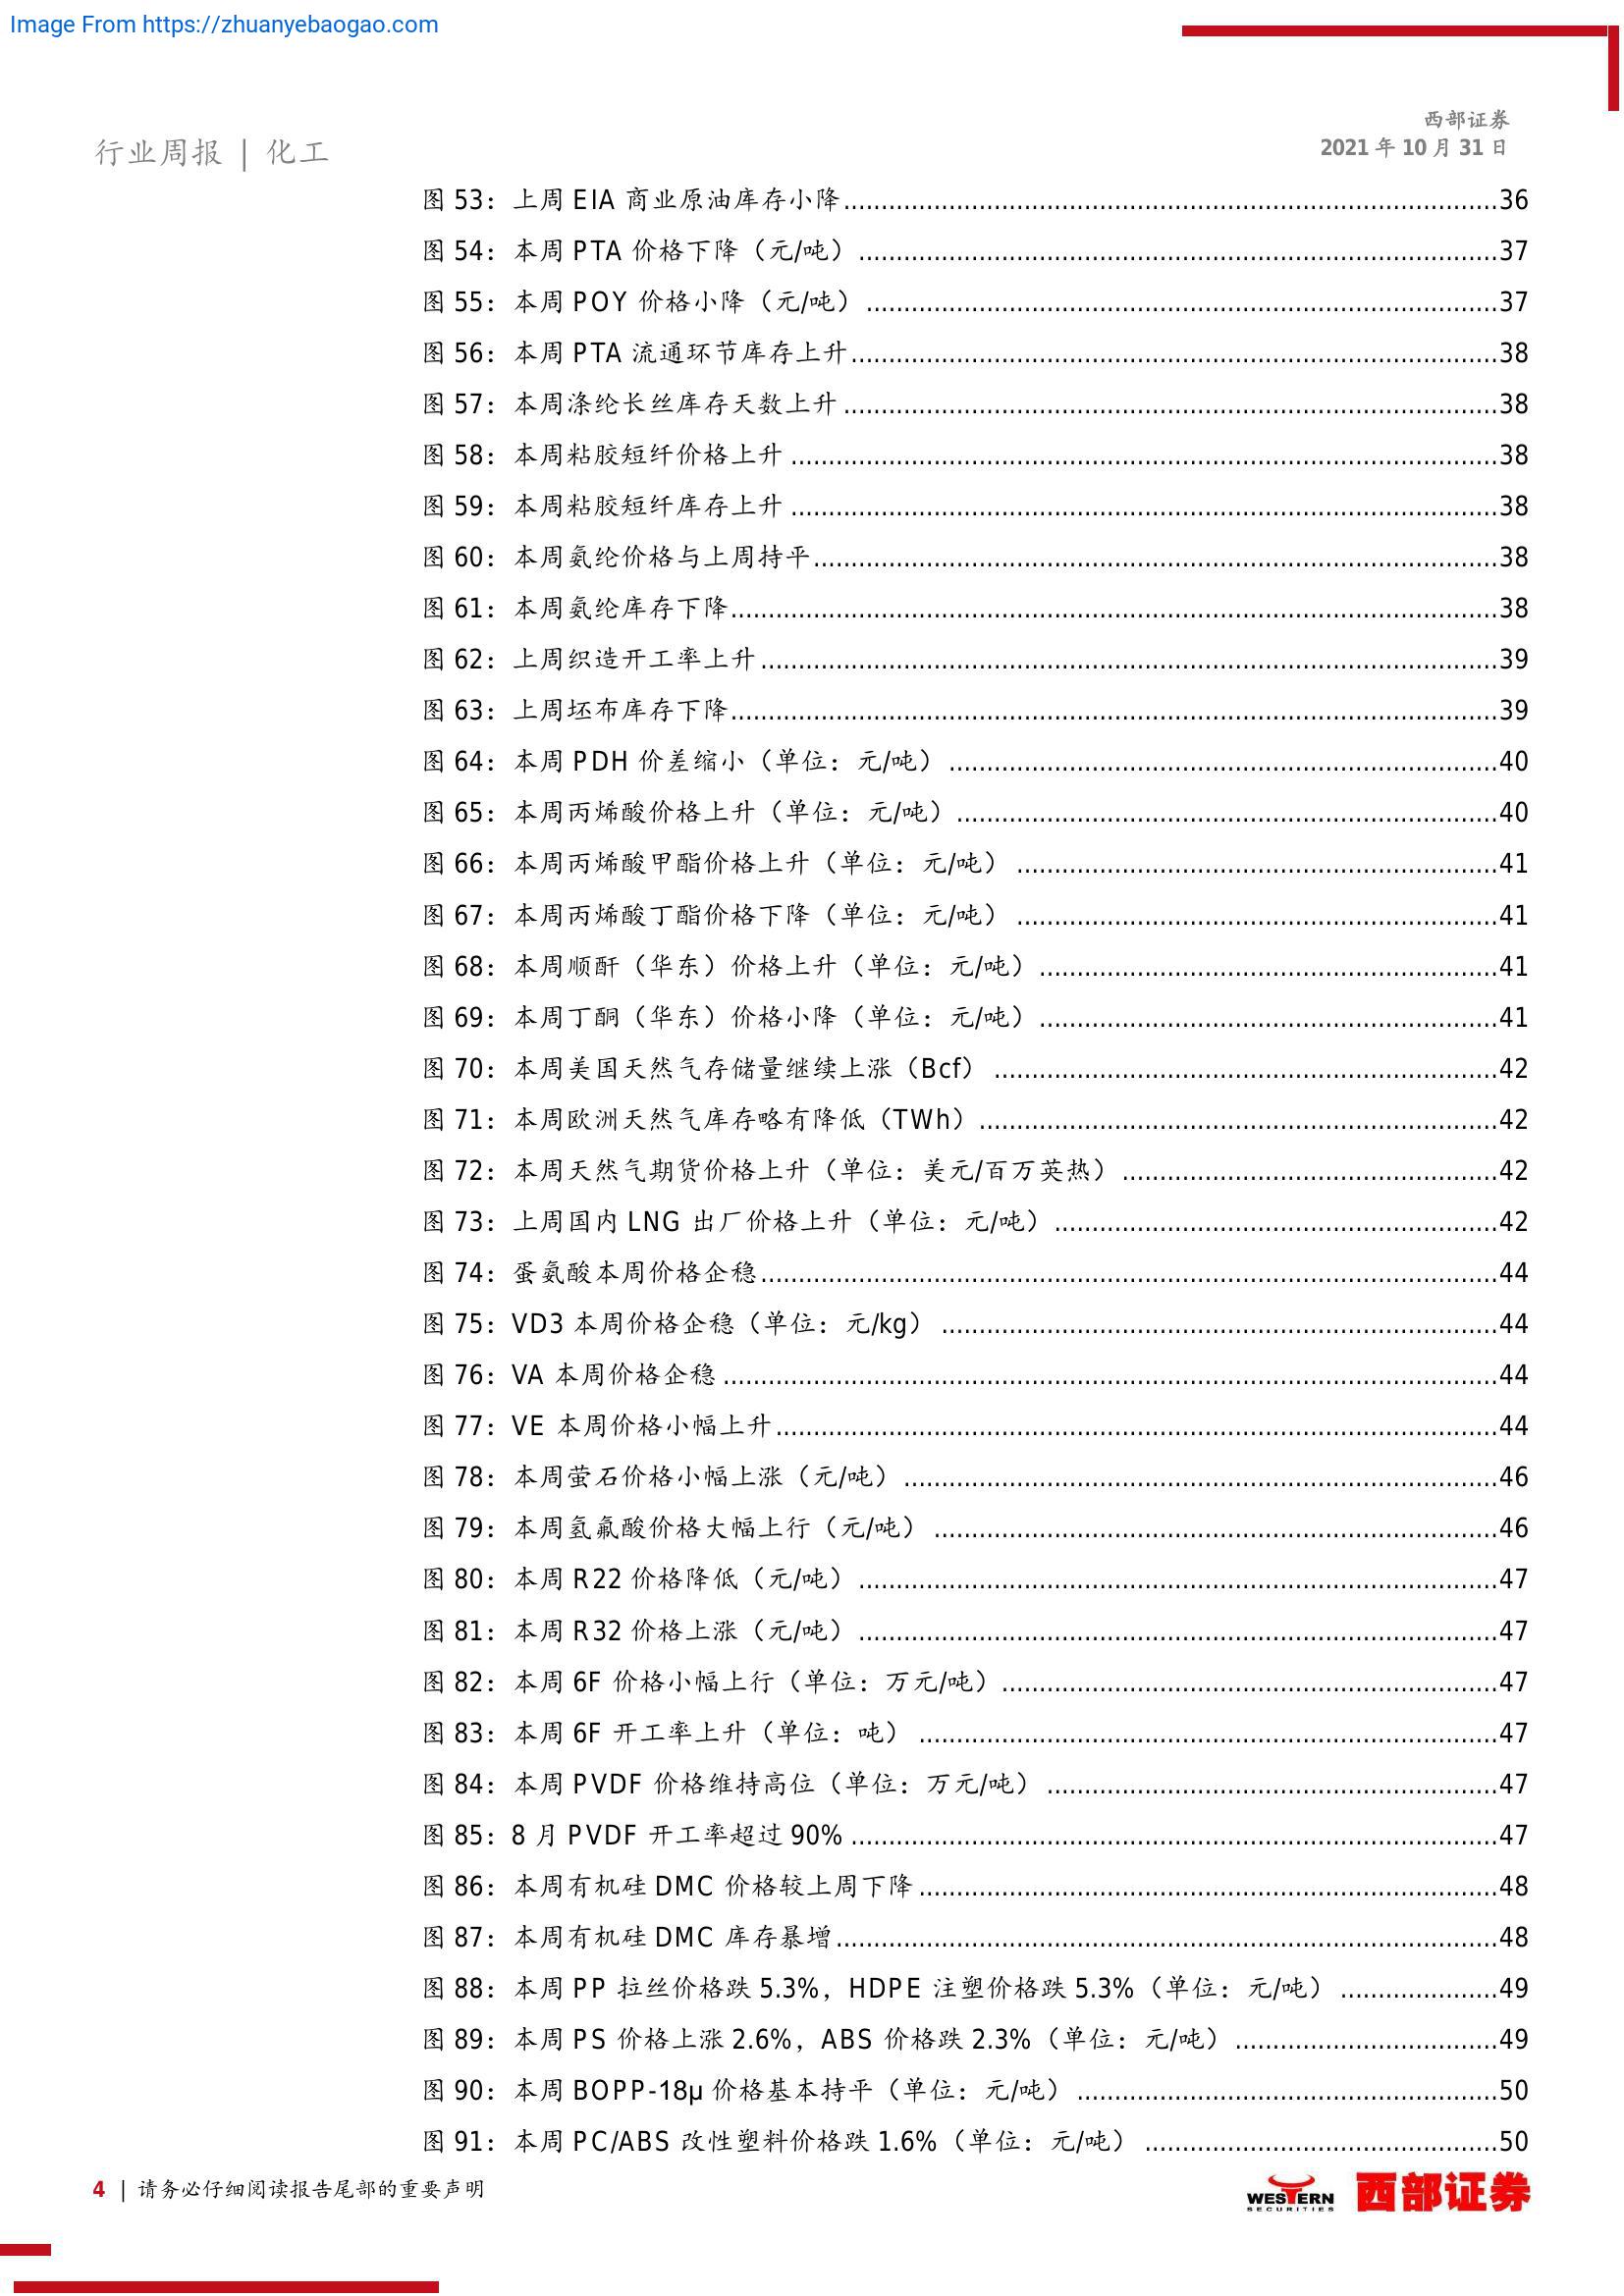 Image From https://zhuanyebaogao.com
西部证券
行业周报 | 化工
2021 年 10 月 31 日
图 53：上周 EIA 商业原油库存小降....................36
图 54：本周 PTA 价格下降（元/吨）....................37
图 55：本周 POY 价格小降（元/吨）....................37
图 56：本周 PTA 流通环节库存上升....................38
图 57：本周涤纶长丝库存天数上升....................38
图 58：本周粘胶短纤价格上升....................38
图 59：本周粘胶短纤库存上升....................38
图 60：本周氨纶价格与上周持平....................38
图 61：本周氨纶库存下降....................38
图 62：上周织造开工率上升....................39
图 63：上周坯布库存下降....................39
图 64：本周 PDH 价差缩小（单位：元/吨）....................40
图 65：本周丙烯酸价格上升（单位：元/吨）....................40
图 66：本周丙烯酸甲酯价格上升（单位：元/吨）....................41
图 67：本周丙烯酸丁酯价格下降（单位：元/吨）....................41
图 68：本周顺酐（华东）价格上升（单位：元/吨）....................41
图 69：本周丁酮（华东）价格小降（单位：元/吨）....................41
图 70：本周美国天然气存储量继续上涨（Bcf）....................42
图 71：本周欧洲天然气库存略有降低（TWh）....................42
图 72：本周天然气期货价格上升（单位：美元/百万英热）....................42
图 73：上周国内 LNG 出厂价格上升（单位：元/吨）....................42
图 74：蛋氨酸本周价格企稳....................44
图 75：VD3 本周价格企稳（单位：元/kg）....................44
图 76：VA 本周价格企稳....................44
图 77：VE 本周价格小幅上升....................44
图 78：本周萤石价格小幅上涨（元/吨）....................46
图 79：本周氢氟酸价格大幅上行（元/吨）....................46
图 80：本周 R22 价格降低（元/吨）....................47
图 81：本周 R32 价格上涨（元/吨）....................47
图 82：本周 6F 价格小幅上行（单位：万元/吨）....................47
图 83：本周 6F 开工率上升（单位：吨）....................47
图 84：本周 PVDF 价格维持高位（单位：万元/吨）....................47
图 85：8 月 PVDF 开工率超过 90%....................47
图 86：本周有机硅 DMC 价格较上周下降....................48
图 87：本周有机硅 DMC 库存暴增....................48
图 88：本周 PP 拉丝价格跌 5.3%，HDPE 注塑价格跌 5.3%（单位：元/吨）....................49
图 89：本周 PS 价格上涨 2.6%，ABS 价格跌 2.3%（单位：元/吨）....................49
图 90：本周 BOPP-18μ 价格基本持平（单位：元/吨）....................50
图 91：本周 PC/ABS 改性塑料价格跌 1.6%（单位：元/吨）....................50
4 | 请务必仔细阅读报告尾部的重要声明
WESTERN
SECURITIES
西部证券